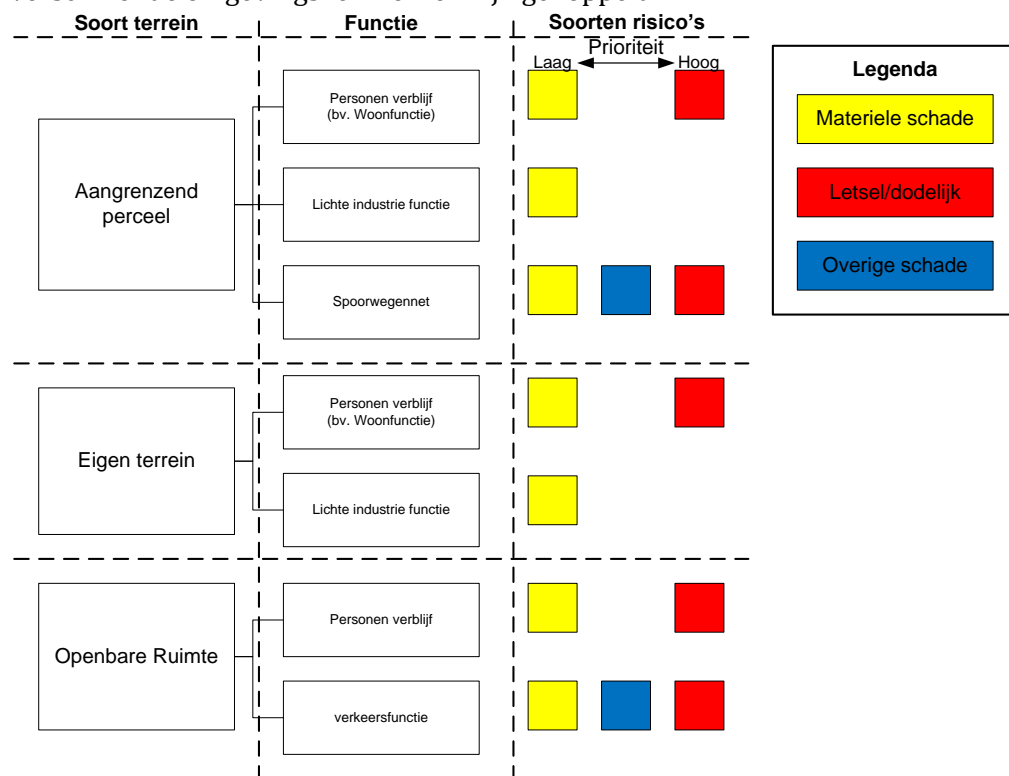 Soort terrein
Functie
Soorten risico's
Prioriteit
Laag
Hoog
Legenda
Materiele schade
Letsel/dodelijk
Overige schade
Aangrenzend
perceel
Personen verblijf
(bv. Woonfunctie)
Lichte industrie functie
Spoorwegennet
Eigen terrein
Personen verblijf
(bv. Woonfunctie)
Lichte industrie functie
Openbare Ruimte
Personen verblijf
verkeersfunctie